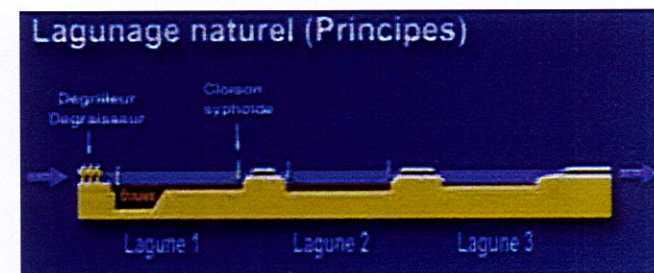 Lagunage naturel (Principes)
Dégrilleur
Dégraisseur
Cloison
syphoïde
Boues
Lagune 1
Lagune 2
Lagune 3